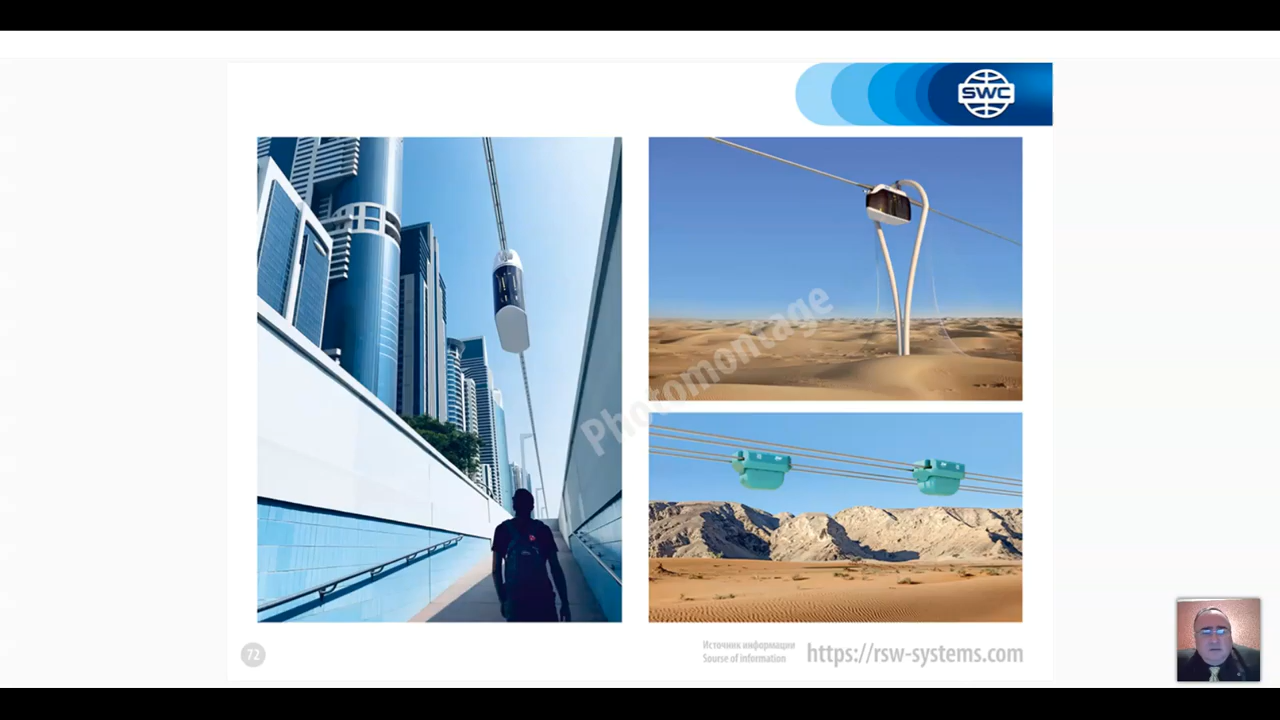 SWC
Photomontage
72
Источник информации
Sourse of information
https://rsw-systems.com